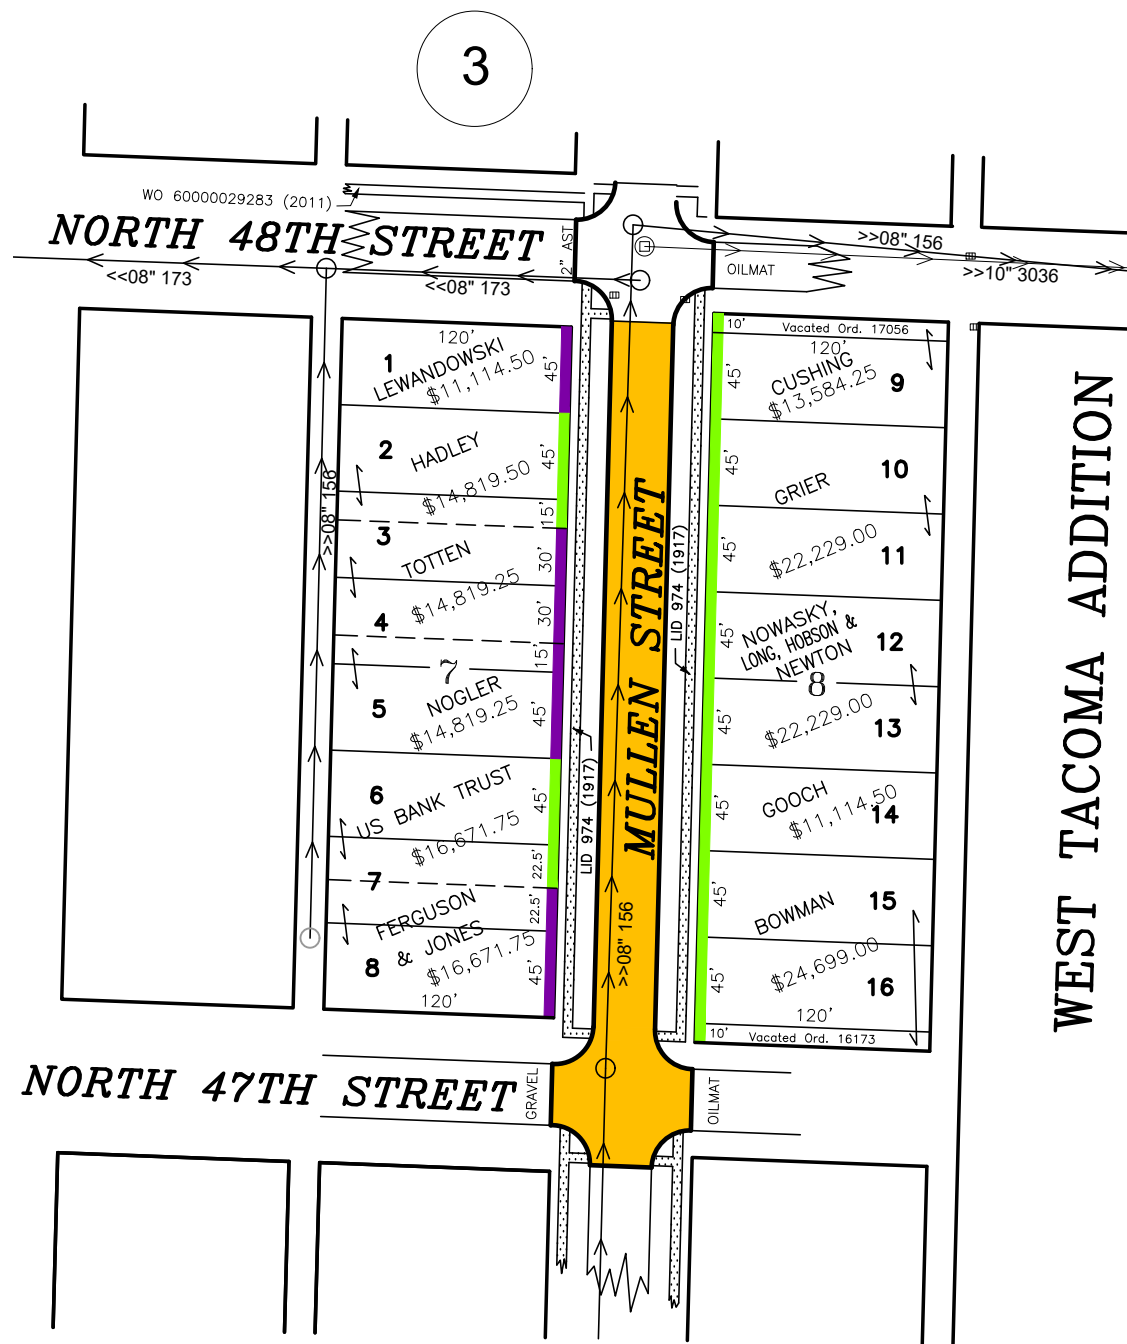 3
WO 60000029283 (2011)
NORTH 48TH STREET
2" AST
OILMAT
>>08" 156
>>10" 3036
<<08" 173
<<08" 173
120'
1
LEWANDOWSKI
$11,114.50
45'
2
HADLEY
$14,819.50
45'
15'
3
TOTTEN
$14,819.25
30'
4
30'
15'
7
5
NOGLER
$14,819.25
45'
6
US BANK TRUST
$16,671.75
45'
22.5'
7
22.5'
FERGUSON
& JONES
$16,671.75
8
45'
120'
>>08" 156
MULLEN STREET
LID 974 (1917)
LID 974 (1917)
>>08" 156
10'
Vacated Ord. 17056
120'
CUSHING
$13,584.25
9
45'
10
45'
GRIER
$22,229.00
11
45'
NOWASKY,
LONG, HOBSON &
NEWTON
12
45'
8
$22,229.00
13
45'
GOOCH
$11,114.50
14
45'
15
45'
BOWMAN
$24,699.00
16
45'
120'
10'
Vacated Ord. 16173
WEST TACOMA ADDITION
NORTH 47TH STREET
GRAVEL
OILMAT